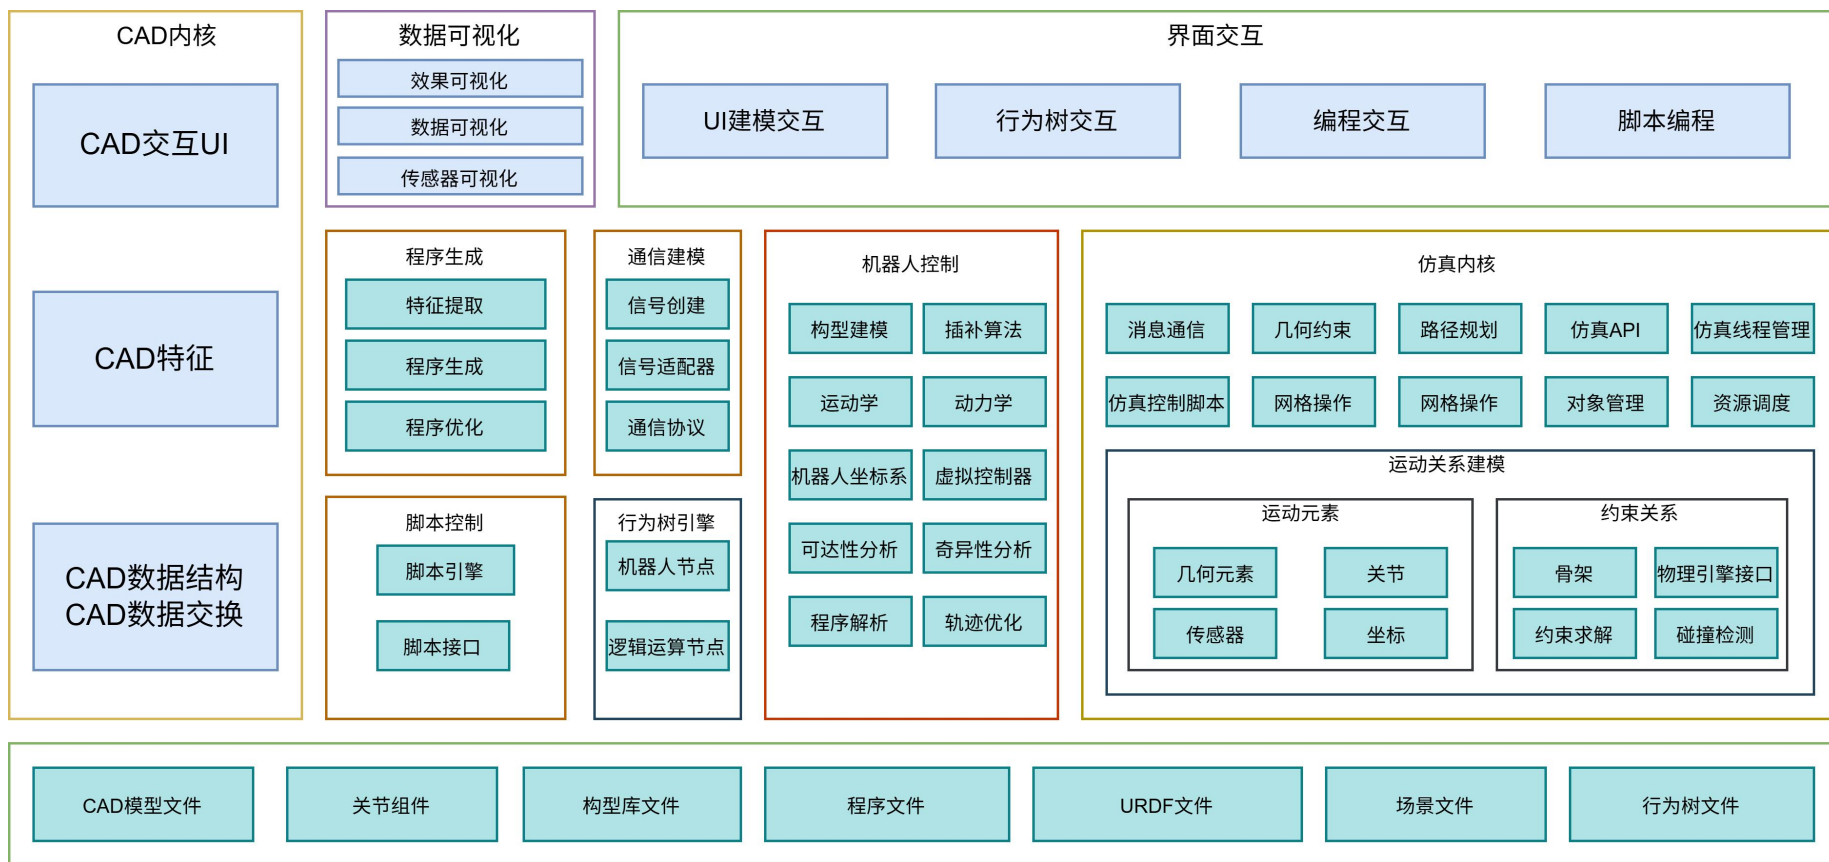 CAD内核
CAD交互UI
CAD特征
CAD数据结构
CAD数据交换
数据可视化
效果可视化
数据可视化
传感器可视化
界面交互
UI建模交互
行为树交互
编程交互
脚本编程
程序生成
特征提取
程序生成
程序优化
通信建模
信号创建
信号适配器
通信协议
脚本控制
脚本引擎
脚本接口
行为树引擎
机器人节点
逻辑运算节点
机器人控制
构型建模
插补算法
运动学
动力学
机器人坐标系
虚拟控制器
可达性分析
奇异性分析
程序解析
轨迹优化
仿真内核
消息通信
几何约束
路径规划
仿真API
仿真线程管理
仿真控制脚本
网格操作
网格操作
对象管理
资源调度
运动关系建模
运动元素
几何元素
关节
传感器
坐标
约束关系
骨架
物理引擎接口
约束求解
碰撞检测
CAD模型文件
关节组件
构型库文件
程序文件
URDF文件
场景文件
行为树文件